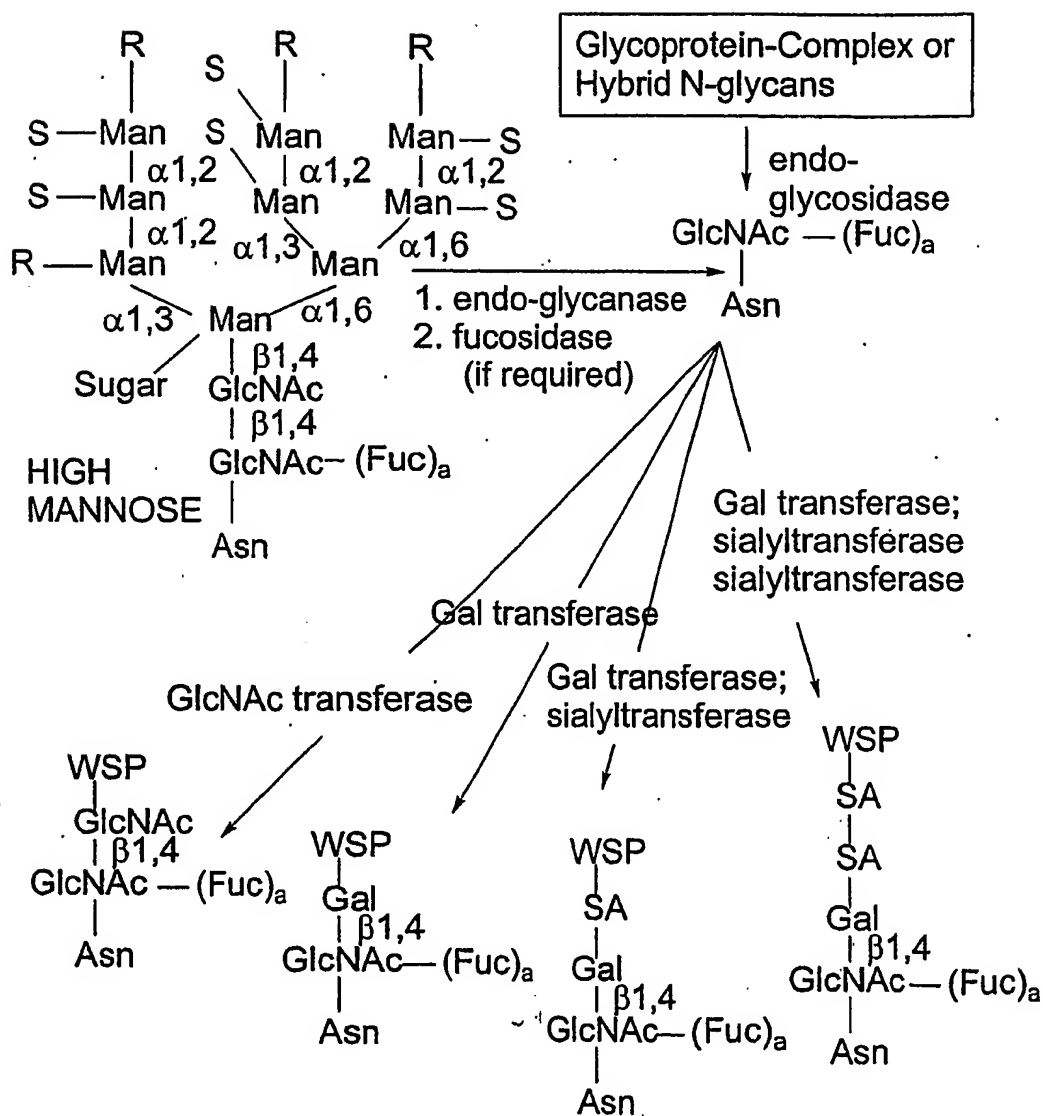 R
R
R
S
S—Man
S
Man
Man—S
α1,2
α1,2
α1,2
S—Man
Man
Man—S
α1,2
α1,3
α1,6
R—Man
Man
α1,3
Man
α1,6
β1,4
Sugar
GlcNAc
β1,4
GlcNAc—(Fuc)a
HIGH
MANNOSE
Asn
Glycoprotein-Complex or
Hybrid N-glycans
endo-
glycosidase
GlcNAc—(Fuc)a
Asn
1. endo-glycanase
2. fucosidase
(if required)
Gal transferase;
sialyltransferase
sialyltransferase
Gal transferase
Gal transferase;
sialyltransferase
GlcNAc transferase
WSP
GlcNAc
β1,4
GlcNAc—(Fuc)a
Asn
WSP
Gal
β1,4
GlcNAc—(Fuc)a
Asn
WSP
SA
Gal
β1,4
GlcNAc—(Fuc)a
Asn
WSP
SA
SA
Gal
β1,4
GlcNAc—(Fuc)a
Asn